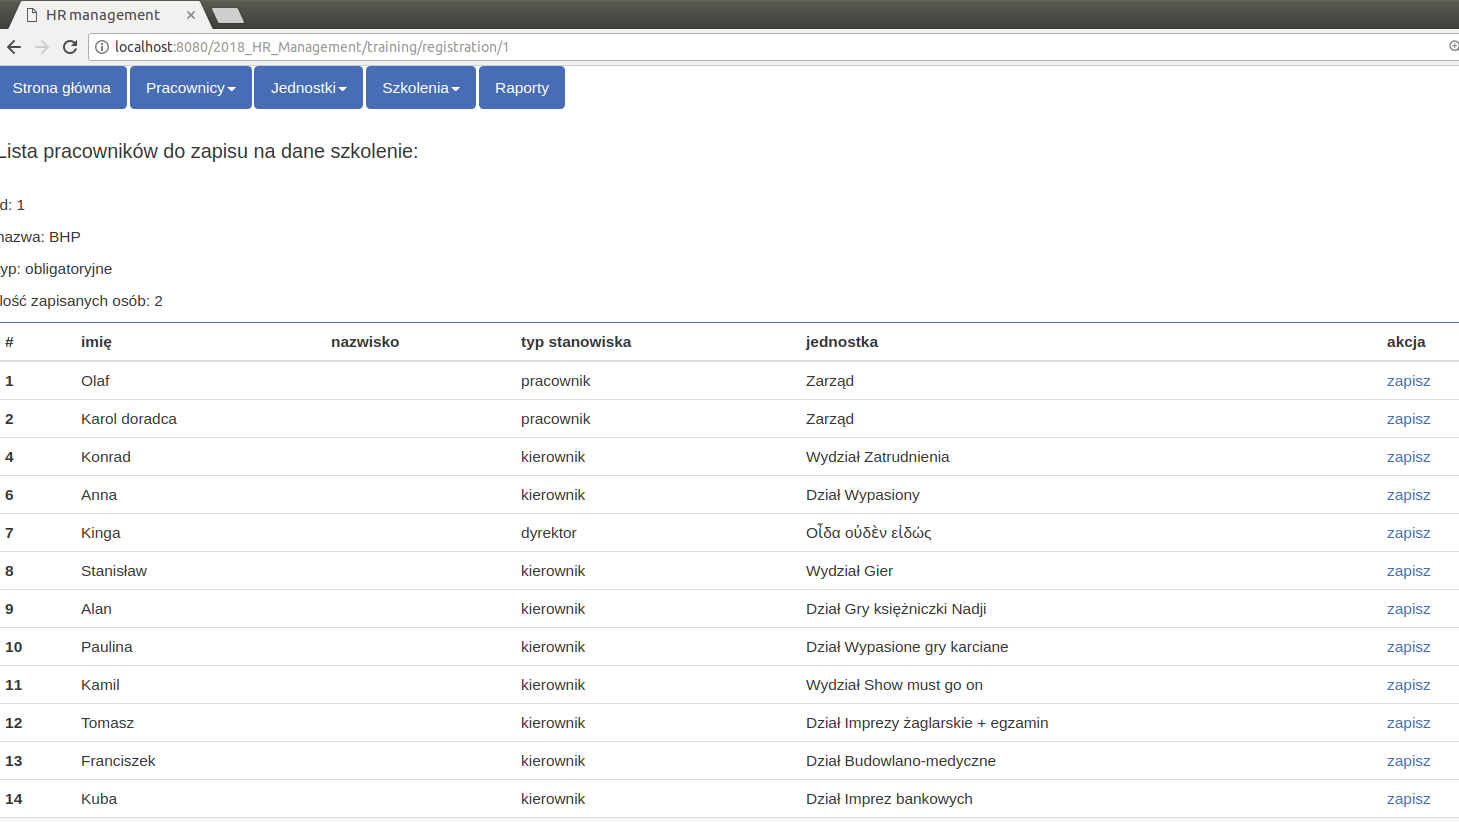 HR management
localhost:8080/2018_HR_Management/training/registration/1
Strona główna Pracownicy Jednostki Szkolenia Raporty
Lista pracowników do zapisu na dane szkolenie:
d: 1
nazwa: BHP
yp: obligatoryjne
lość zapisanych osób: 2
# imię nazwisko typ stanowiska jednostka akcja
1 Olaf pracownik Zarząd zapisz
2 Karol doradca pracownik Zarząd zapisz
4 Konrad kierownik Wydział Zatrudnienia zapisz
6 Anna kierownik Dział Wypasiony zapisz
7 Kinga dyrektor Οἶδα οὐδὲν εἰδώς zapisz
8 Stanisław kierownik Wydział Gier zapisz
9 Alan kierownik Dział Gry księżniczki Nadji zapisz
10 Paulina kierownik Dział Wypasione gry karciane zapisz
11 Kamil kierownik Wydział Show must go on zapisz
12 Tomasz kierownik Dział Imprezy żaglarskie + egzamin zapisz
13 Franciszek kierownik Dział Budowlano-medyczne zapisz
14 Kuba kierownik Dział Imprez bankowych zapisz